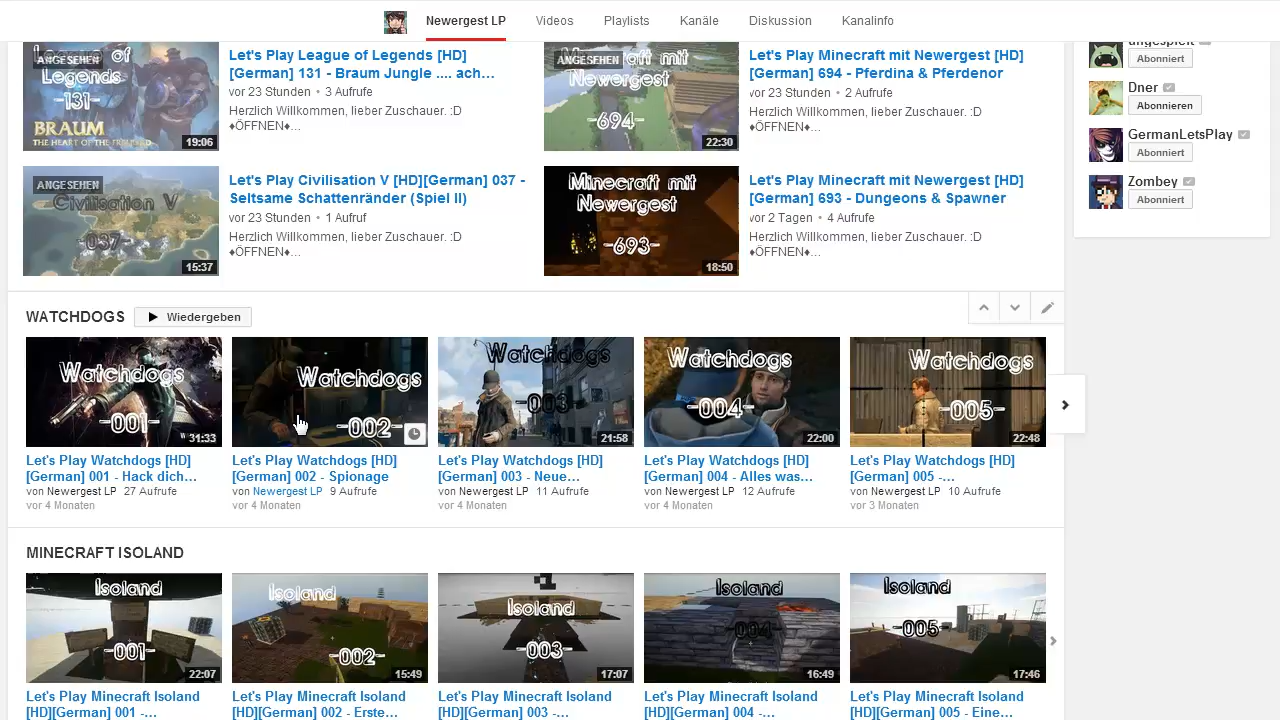 Newergest LP
Videos
Playlists
Kanäle
Diskussion
Kanalinfo
ANGESEHEN
League of
Legends
-131-
BRAUM
THE HEART OF THE FRELJORD
19:06
Let's Play League of Legends [HD]
[German] 131 - Braum Jungle .... ach...
vor 23 Stunden • 3 Aufrufe
Herzlich Willkommen, lieber Zuschauer. :D
♦ÖFFNEN♦...
ANGESEHEN
Minecraft mit
Newergest
-694-
22:30
Let's Play Minecraft mit Newergest [HD]
[German] 694 - Pferdina & Pferdenor
vor 23 Stunden • 2 Aufrufe
Herzlich Willkommen, lieber Zuschauer. :D
♦ÖFFNEN♦...
ANGESEHEN
Civilisation V
-037-
15:37
Let's Play Civilisation V [HD][German] 037 -
Seltsame Schattenränder (Spiel II)
vor 23 Stunden • 1 Aufruf
Herzlich Willkommen, lieber Zuschauer. :D
♦ÖFFNEN♦...
Minecraft mit
Newergest
-693-
18:50
Let's Play Minecraft mit Newergest [HD]
[German] 693 - Dungeons & Spawner
vor 2 Tagen • 4 Aufrufe
Herzlich Willkommen, lieber Zuschauer. :D
♦ÖFFNEN♦...
angespielt
Abonniert
Dner
Abonnieren
GermanLetsPlay
Abonniert
Zombey
Abonniert
WATCHDOGS
Wiedergeben
Watchdogs
-001-
31:33
Let's Play Watchdogs [HD]
[German] 001 - Hack dich...
von Newergest LP 27 Aufrufe
vor 4 Monaten
Watchdogs
-002-
Let's Play Watchdogs [HD]
[German] 002 - Spionage
von Newergest LP 9 Aufrufe
vor 4 Monaten
Watchdogs
-003-
21:58
Let's Play Watchdogs [HD]
[German] 003 - Neue...
von Newergest LP 11 Aufrufe
vor 4 Monaten
Watchdogs
-004-
22:00
Let's Play Watchdogs [HD]
[German] 004 - Alles was...
von Newergest LP 12 Aufrufe
vor 4 Monaten
Watchdogs
-005-
22:48
Let's Play Watchdogs [HD]
[German] 005 -...
von Newergest LP 10 Aufrufe
vor 3 Monaten
MINECRAFT ISOLAND
Isoland
-001-
22:07
Let's Play Minecraft Isoland
[HD][German] 001 -...
Isoland
-002-
15:49
Let's Play Minecraft Isoland
[HD][German] 002 - Erste...
Isoland
-003-
17:07
Let's Play Minecraft Isoland
[HD][German] 003 -...
Isoland
-004-
16:49
Let's Play Minecraft Isoland
[HD][German] 004 -...
Isoland
-005-
17:46
Let's Play Minecraft Isoland
[HD][German] 005 - Eine...